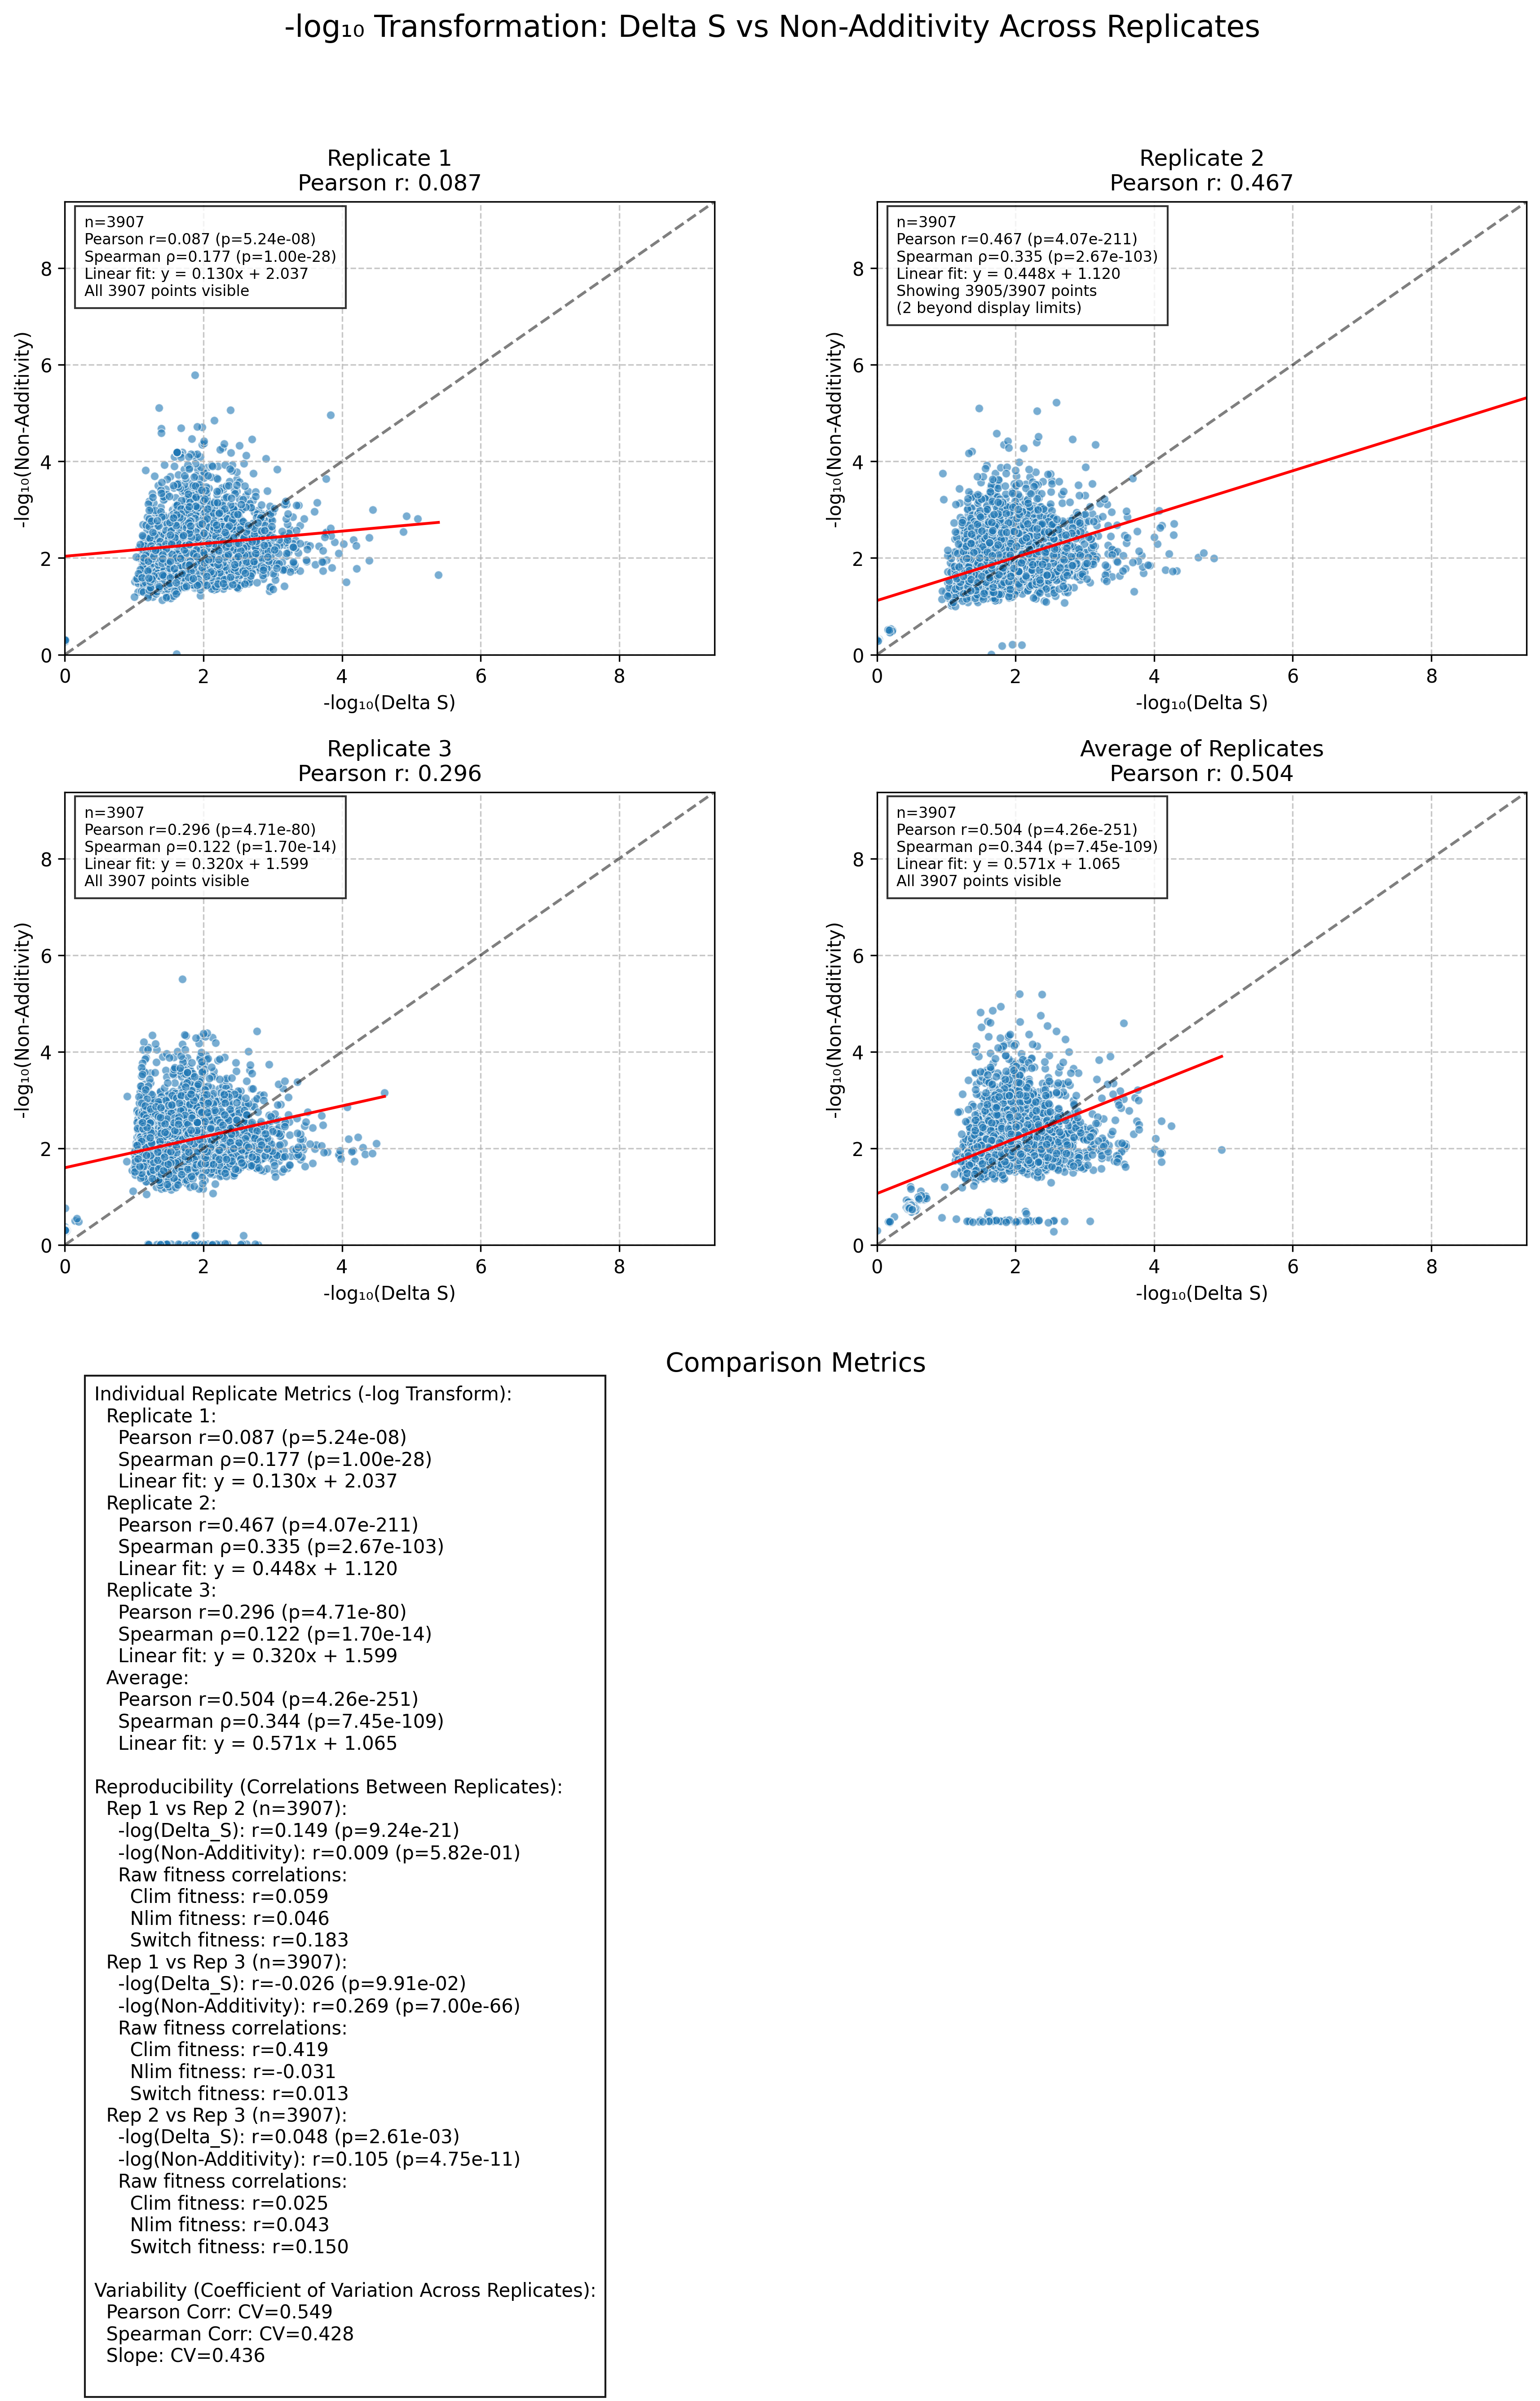 -log₁₀ Transformation: Delta S vs Non-Additivity Across Replicates
Replicate 1
Pearson r: 0.087
n=3907
Pearson r=0.087 (p=5.24e-08)
Spearman ρ=0.177 (p=1.00e-28)
Linear fit: y = 0.130x + 2.037
All 3907 points visible
-log₁₀(Non-Additivity)
8
6
4
2
0
0 2 4 6 8
-log₁₀(Delta S)
Replicate 2
Pearson r: 0.467
n=3907
Pearson r=0.467 (p=4.07e-211)
Spearman ρ=0.335 (p=2.67e-103)
Linear fit: y = 0.448x + 1.120
Showing 3905/3907 points
(2 beyond display limits)
-log₁₀(Non-Additivity)
8
6
4
2
0
0 2 4 6 8
-log₁₀(Delta S)
Replicate 3
Pearson r: 0.296
n=3907
Pearson r=0.296 (p=4.71e-80)
Spearman ρ=0.122 (p=1.70e-14)
Linear fit: y = 0.320x + 1.599
All 3907 points visible
-log₁₀(Non-Additivity)
8
6
4
2
0
0 2 4 6 8
-log₁₀(Delta S)
Average of Replicates
Pearson r: 0.504
n=3907
Pearson r=0.504 (p=4.26e-251)
Spearman ρ=0.344 (p=7.45e-109)
Linear fit: y = 0.571x + 1.065
All 3907 points visible
-log₁₀(Non-Additivity)
8
6
4
2
0
0 2 4 6 8
-log₁₀(Delta S)
Comparison Metrics
Individual Replicate Metrics (-log Transform):
Replicate 1:
Pearson r=0.087 (p=5.24e-08)
Spearman ρ=0.177 (p=1.00e-28)
Linear fit: y = 0.130x + 2.037
Replicate 2:
Pearson r=0.467 (p=4.07e-211)
Spearman ρ=0.335 (p=2.67e-103)
Linear fit: y = 0.448x + 1.120
Replicate 3:
Pearson r=0.296 (p=4.71e-80)
Spearman ρ=0.122 (p=1.70e-14)
Linear fit: y = 0.320x + 1.599
Average:
Pearson r=0.504 (p=4.26e-251)
Spearman ρ=0.344 (p=7.45e-109)
Linear fit: y = 0.571x + 1.065
Reproducibility (Correlations Between Replicates):
Rep 1 vs Rep 2 (n=3907):
-log(Delta_S): r=0.149 (p=9.24e-21)
-log(Non-Additivity): r=0.009 (p=5.82e-01)
Raw fitness correlations:
Clim fitness: r=0.059
Nlim fitness: r=0.046
Switch fitness: r=0.183
Rep 1 vs Rep 3 (n=3907):
-log(Delta_S): r=-0.026 (p=9.91e-02)
-log(Non-Additivity): r=0.269 (p=7.00e-66)
Raw fitness correlations:
Clim fitness: r=0.419
Nlim fitness: r=-0.031
Switch fitness: r=0.013
Rep 2 vs Rep 3 (n=3907):
-log(Delta_S): r=0.048 (p=2.61e-03)
-log(Non-Additivity): r=0.105 (p=4.75e-11)
Raw fitness correlations:
Clim fitness: r=0.025
Nlim fitness: r=0.043
Switch fitness: r=0.150
Variability (Coefficient of Variation Across Replicates):
Pearson Corr: CV=0.549
Spearman Corr: CV=0.428
Slope: CV=0.436